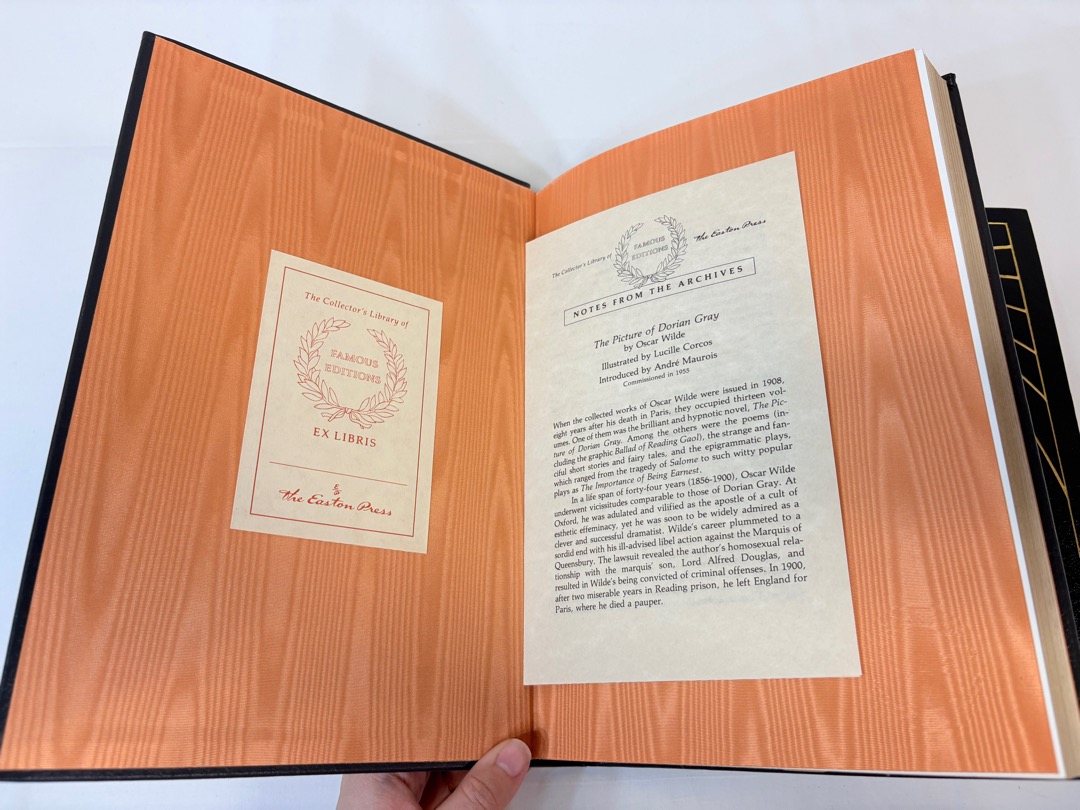 The Collector's Library of
FAMOUS
EDITIONS
EX LIBRIS
The Easton Press
The Collector's Library of
FAMOUS
EDITIONS
The Easton Press
NOTES FROM THE ARCHIVES
The Picture of Dorian Gray
by Oscar Wilde
Illustrated by Lucille Corcos
Introduced by André Maurois
Commissioned in 1955
When the collected works of Oscar Wilde were issued in 1908,
eight years after his death in Paris, they occupied thirteen vol-
umes. One of them was the brilliant and hypnotic novel, The Pic-
ture of Dorian Gray. Among the others were the poems (in-
cluding the graphic Ballad of Reading Gaol), the strange and fan-
ciful short stories and fairy tales, and the epigrammatic plays,
which ranged from the tragedy of Salome to such witty popular
plays as The Importance of Being Earnest.
In a life span of forty-four years (1856-1900), Oscar Wilde
underwent vicissitudes comparable to those of Dorian Gray. At
Oxford, he was adulated and vilified as the apostle of a cult of
esthetic effeminacy, yet he was soon to be widely admired as a
clever and successful dramatist. Wilde's career plummeted to a
sordid end with his ill-advised libel action against the Marquis of
Queensbury. The lawsuit revealed the author's homosexual rela-
tionship with the marquis' son, Lord Alfred Douglas, and
resulted in Wilde's being convicted of criminal offenses. In 1900,
after two miserable years in Reading prison, he left England for
Paris, where he died a pauper.